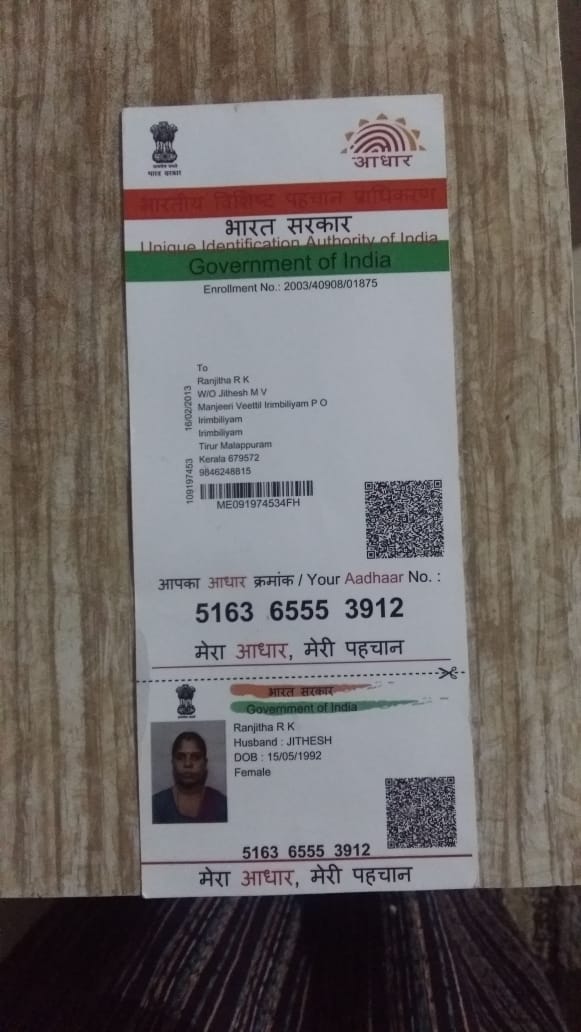 भारत सरकार
आधार
भारतीय विशिष्ट पहचान प्राधिकरण
भारत सरकार
Unique Identification Authority of India
Government of India
Enrollment No.: 2003/40908/01875
To
Ranjitha R K
W/O Jithesh M V
Manjeeri Veettil Irimbiliyam P O
Irimbiliyam
Irimbiliyam
Tirur Malappuram
Kerala 679572
9846248815
16/02/2013
109197453
ME091974534FH
आपका आधार क्रमांक / Your Aadhaar No. :
5163 6555 3912
मेरा आधार, मेरी पहचान
भारत सरकार
Government of India
Ranjitha R K
Husband : JITHESH
DOB : 15/05/1992
Female
5163 6555 3912
मेरा आधार, मेरी पहचान